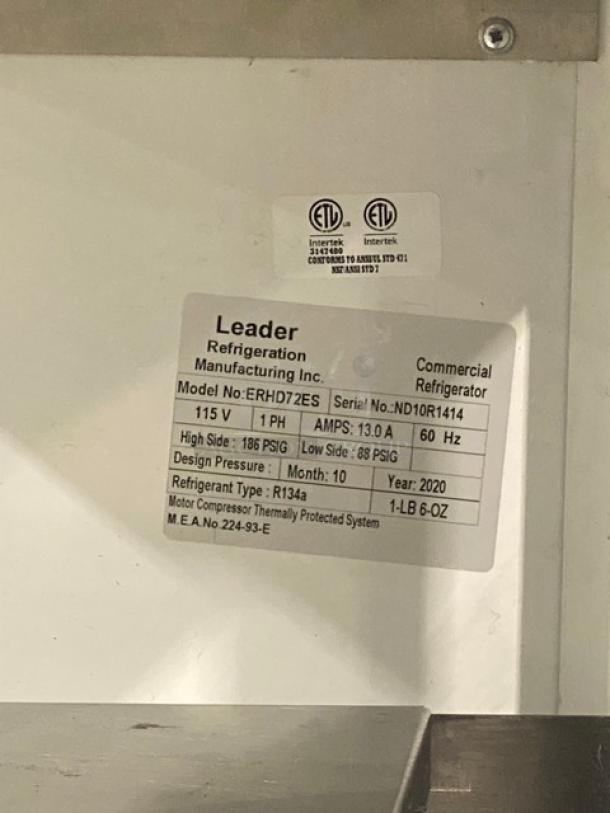 ETL ETL
Intertek Intertek
3147480
CONFORMS TO ANSI/UL STD 471
NSF/ANSI STD 7
Leader
Refrigeration
Manufacturing Inc.
Commercial
Refrigerator
Model No:ERHD72ES Serial No.:ND10R1414
115 V 1 PH AMPS: 13.0 A 60 Hz
High Side : 186 PSIG Low Side : 88 PSIG
Design Pressure : Month: 10 Year: 2020
Refrigerant Type : R134a 1-LB 6-OZ
Motor Compressor Thermally Protected System
M.E.A.No.224-93-E